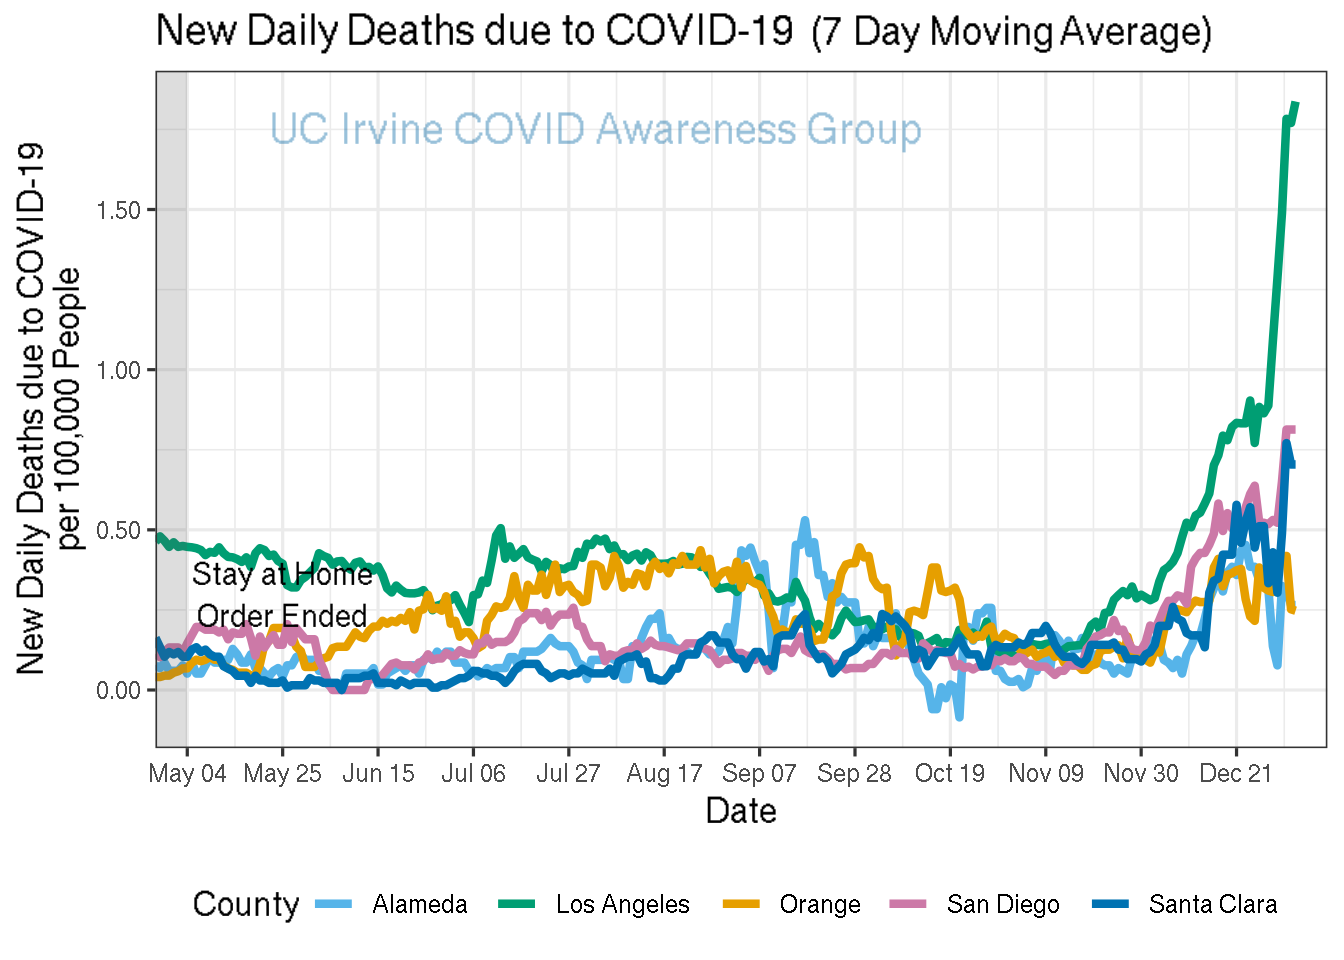 New Daily Deaths due to COVID-19 (7 Day Moving Average)
UC Irvine COVID Awareness Group
New Daily Deaths due to COVID-19
per 100,000 People
1.50
1.00
0.50
0.00
Stay at Home
Order Ended
May 04 May 25 Jun 15 Jul 06 Jul 27 Aug 17 Sep 07 Sep 28 Oct 19 Nov 09 Nov 30 Dec 21
Date
County Alameda Los Angeles Orange San Diego Santa Clara